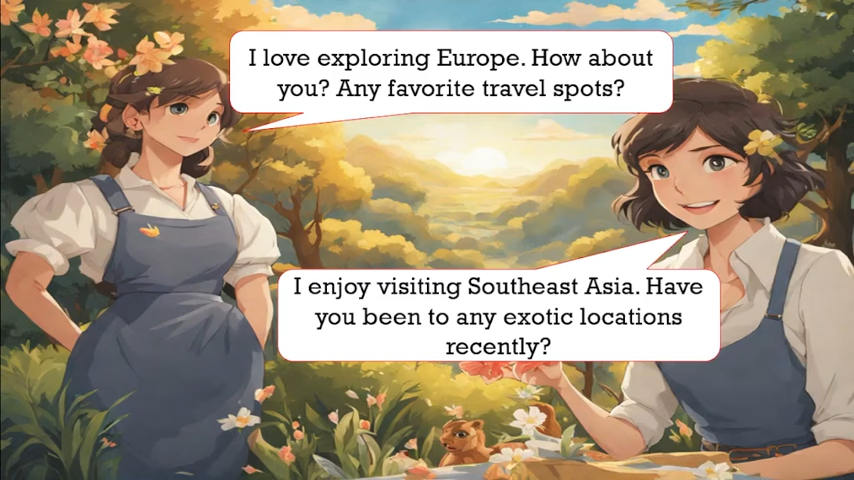 I love exploring Europe. How about
you? Any favorite travel spots?
I enjoy visiting Southeast Asia. Have
you been to any exotic locations
recently?